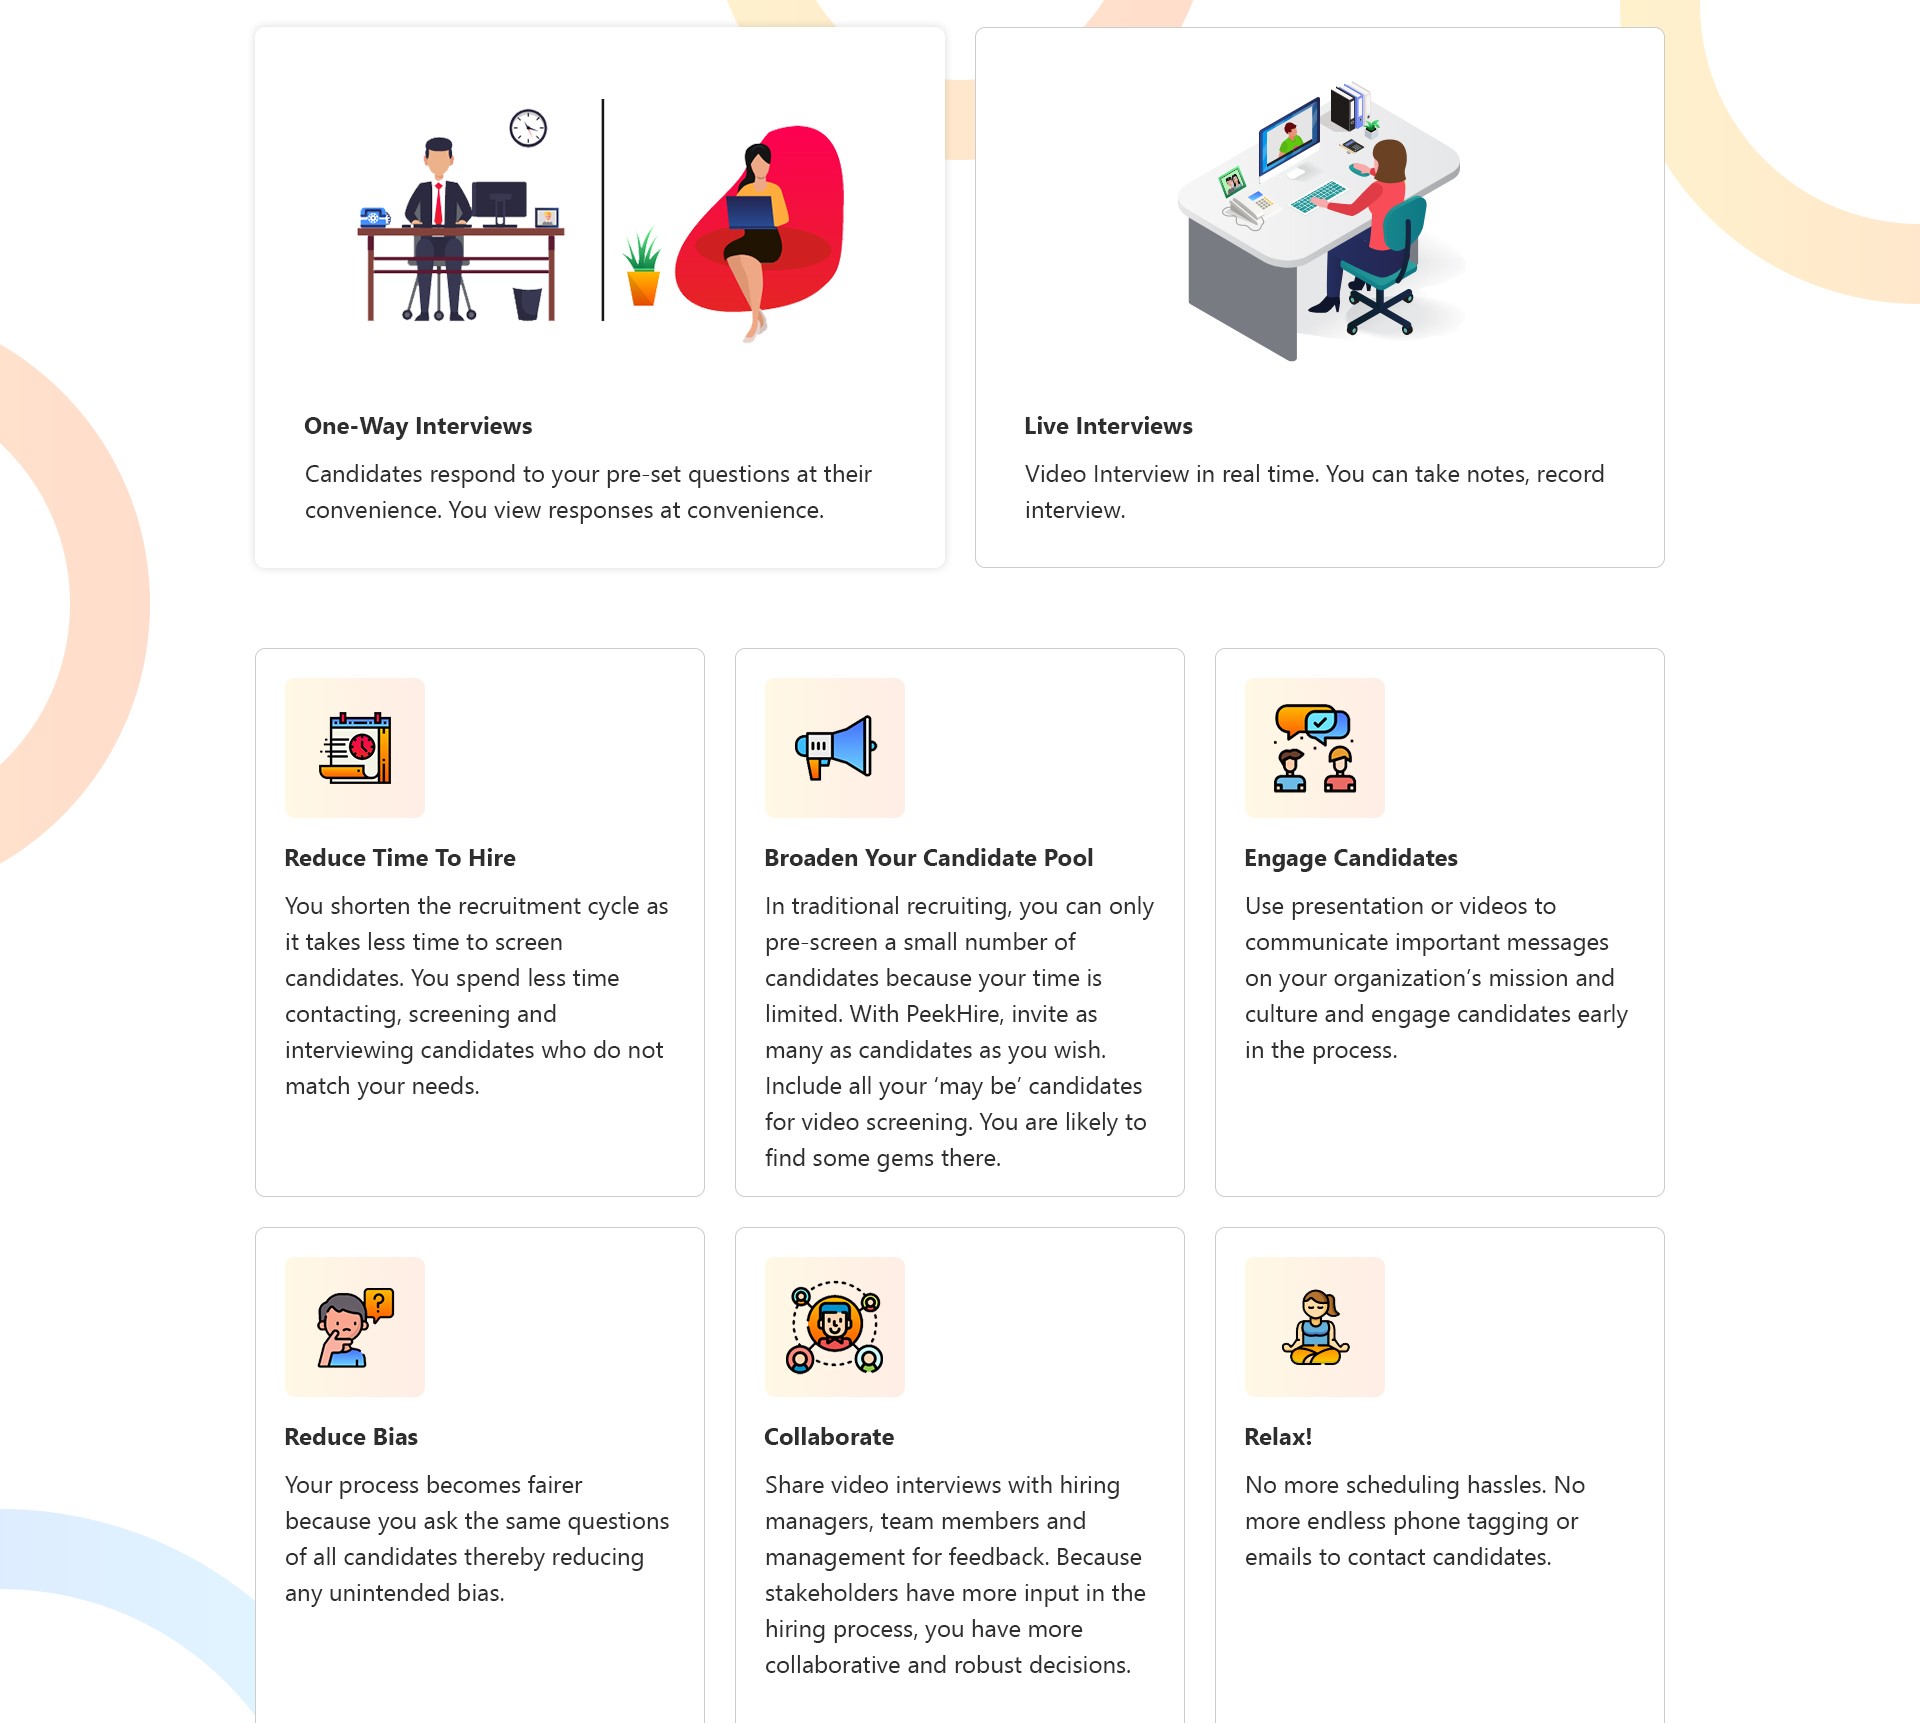 One-Way Interviews
Candidates respond to your pre-set questions at their
convenience. You view responses at convenience.
Live Interviews
Video Interview in real time. You can take notes, record
interview.
Reduce Time To Hire
You shorten the recruitment cycle as
it takes less time to screen
candidates. You spend less time
contacting, screening and
interviewing candidates who do not
match your needs.
Broaden Your Candidate Pool
In traditional recruiting, you can only
pre-screen a small number of
candidates because your time is
limited. With PeekHire, invite as
many as candidates as you wish.
Include all your ‘may be’ candidates
for video screening. You are likely to
find some gems there.
Engage Candidates
Use presentation or videos to
communicate important messages
on your organization’s mission and
culture and engage candidates early
in the process.
Reduce Bias
Your process becomes fairer
because you ask the same questions
of all candidates thereby reducing
any unintended bias.
Collaborate
Share video interviews with hiring
managers, team members and
management for feedback. Because
stakeholders have more input in the
hiring process, you have more
collaborative and robust decisions.
Relax!
No more scheduling hassles. No
more endless phone tagging or
emails to contact candidates.